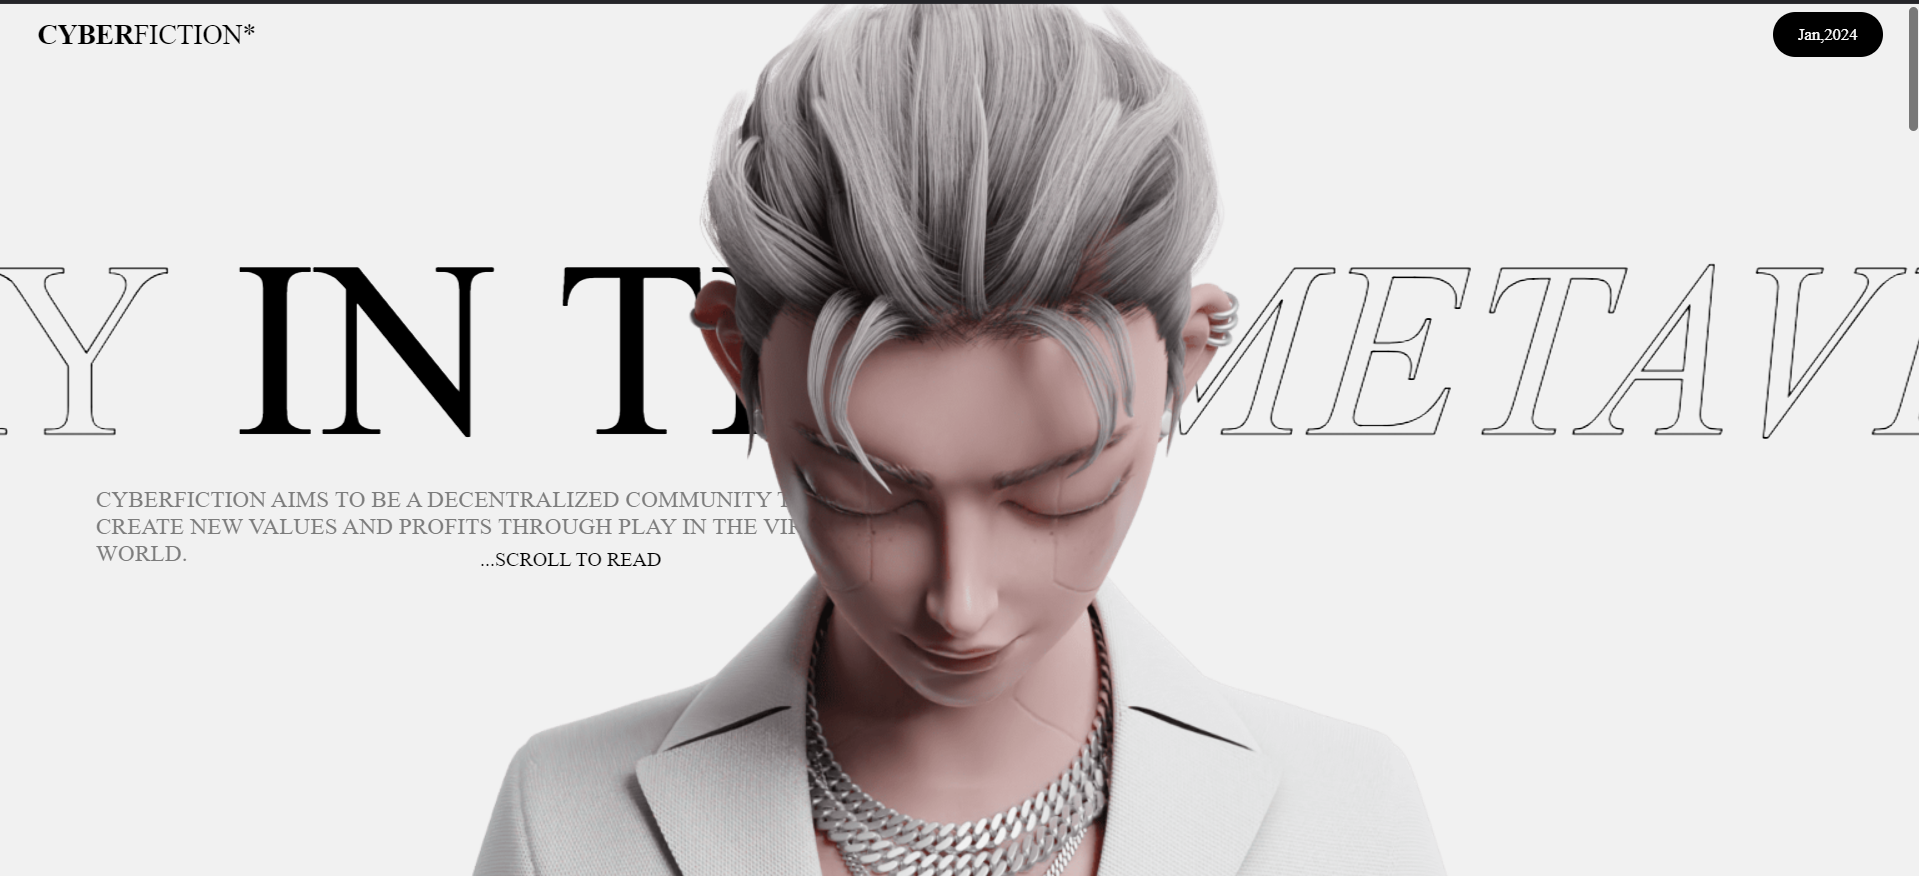 CYBERFICTION*
Jan,2024
Y IN T METAV
CYBERFICTION AIMS TO BE A DECENTRALIZED COMMUNITY
CREATE NEW VALUES AND PROFITS THROUGH PLAY IN THE
WORLD.
...SCROLL TO READ